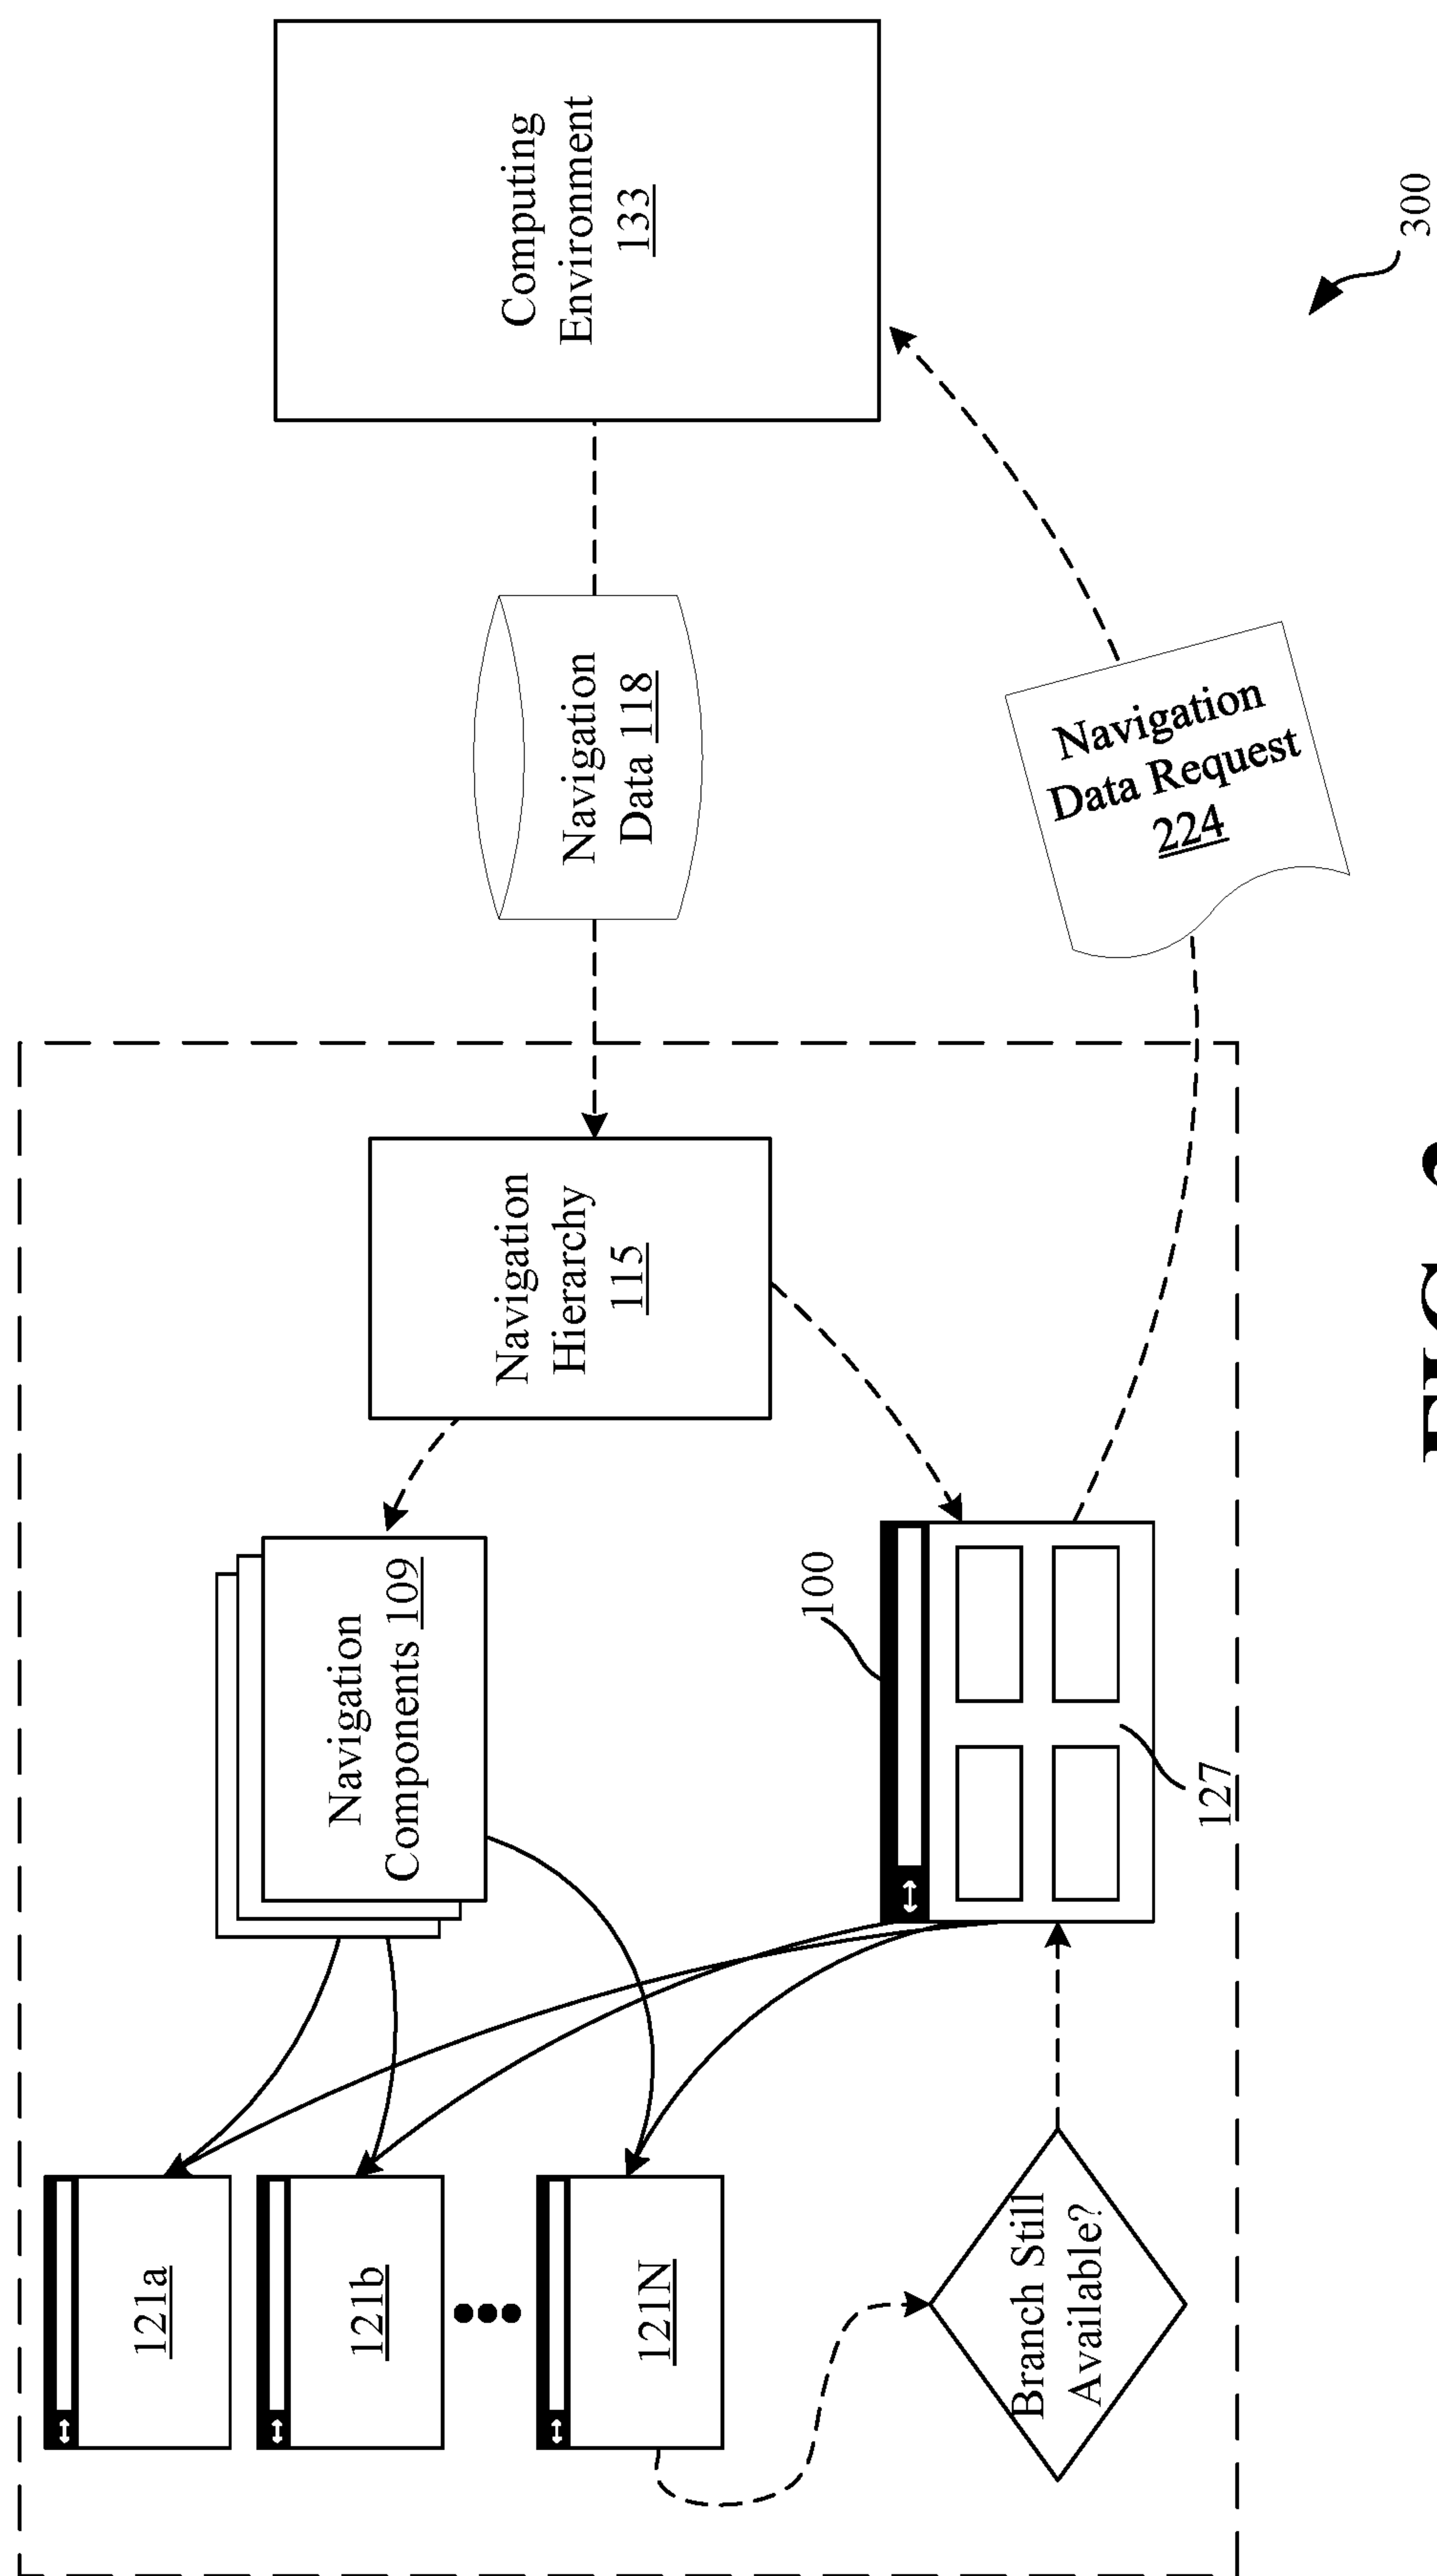 121a
121b
121N
Navigation
Components 109
Navigation
Hierarchy
115
Navigation
Data 118
Computing
Environment
133
100
Branch Still
Available?
127
Navigation
Data Request
224
300